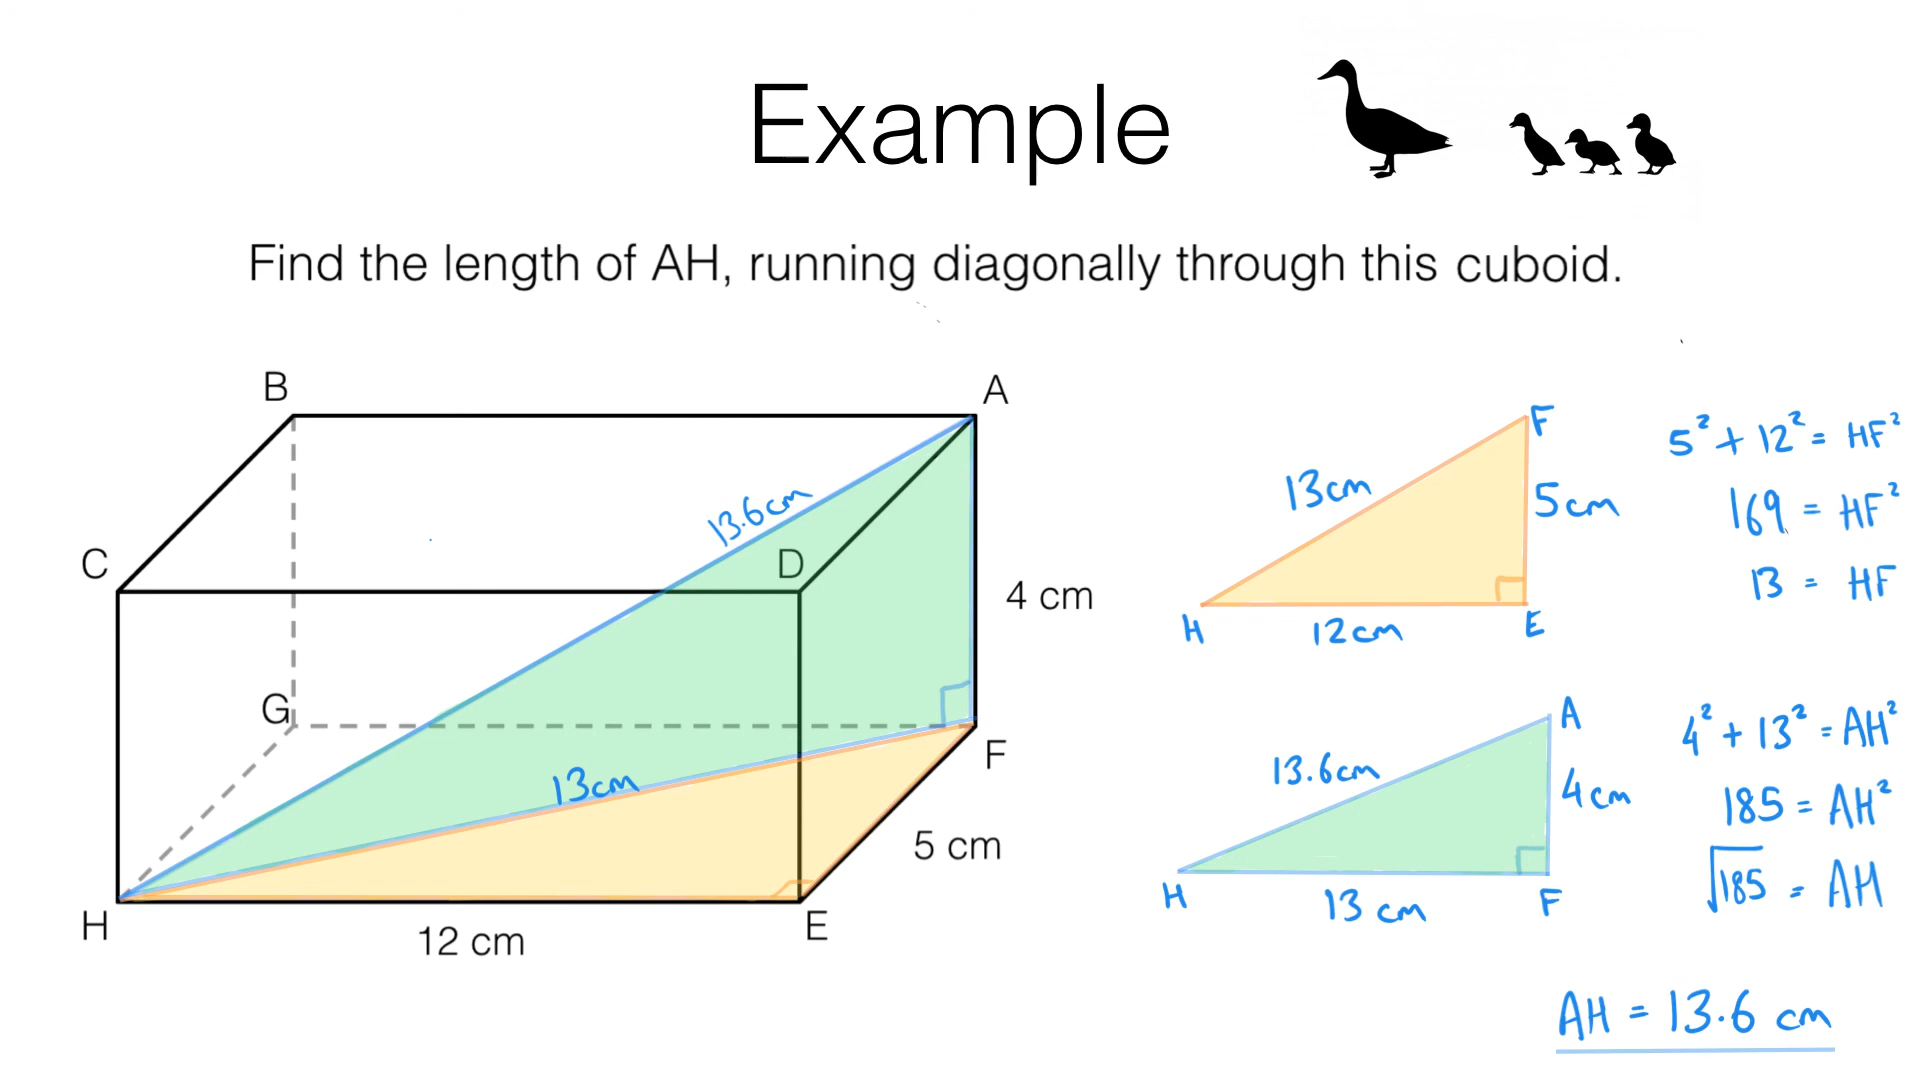 Example
Find the length of AH, running diagonally through this cuboid.
B
A
C
D
13.6cm
4 cm
G
F
13cm
5 cm
H
E
12 cm
F
13cm
5cm
H
12cm
E
5² + 12² = HF²
169 = HF²
13 = HF
A
13.6cm
4cm
H
13 cm
F
4² + 13² = AH²
185 = AH²
√185 = AH
AH = 13.6 cm